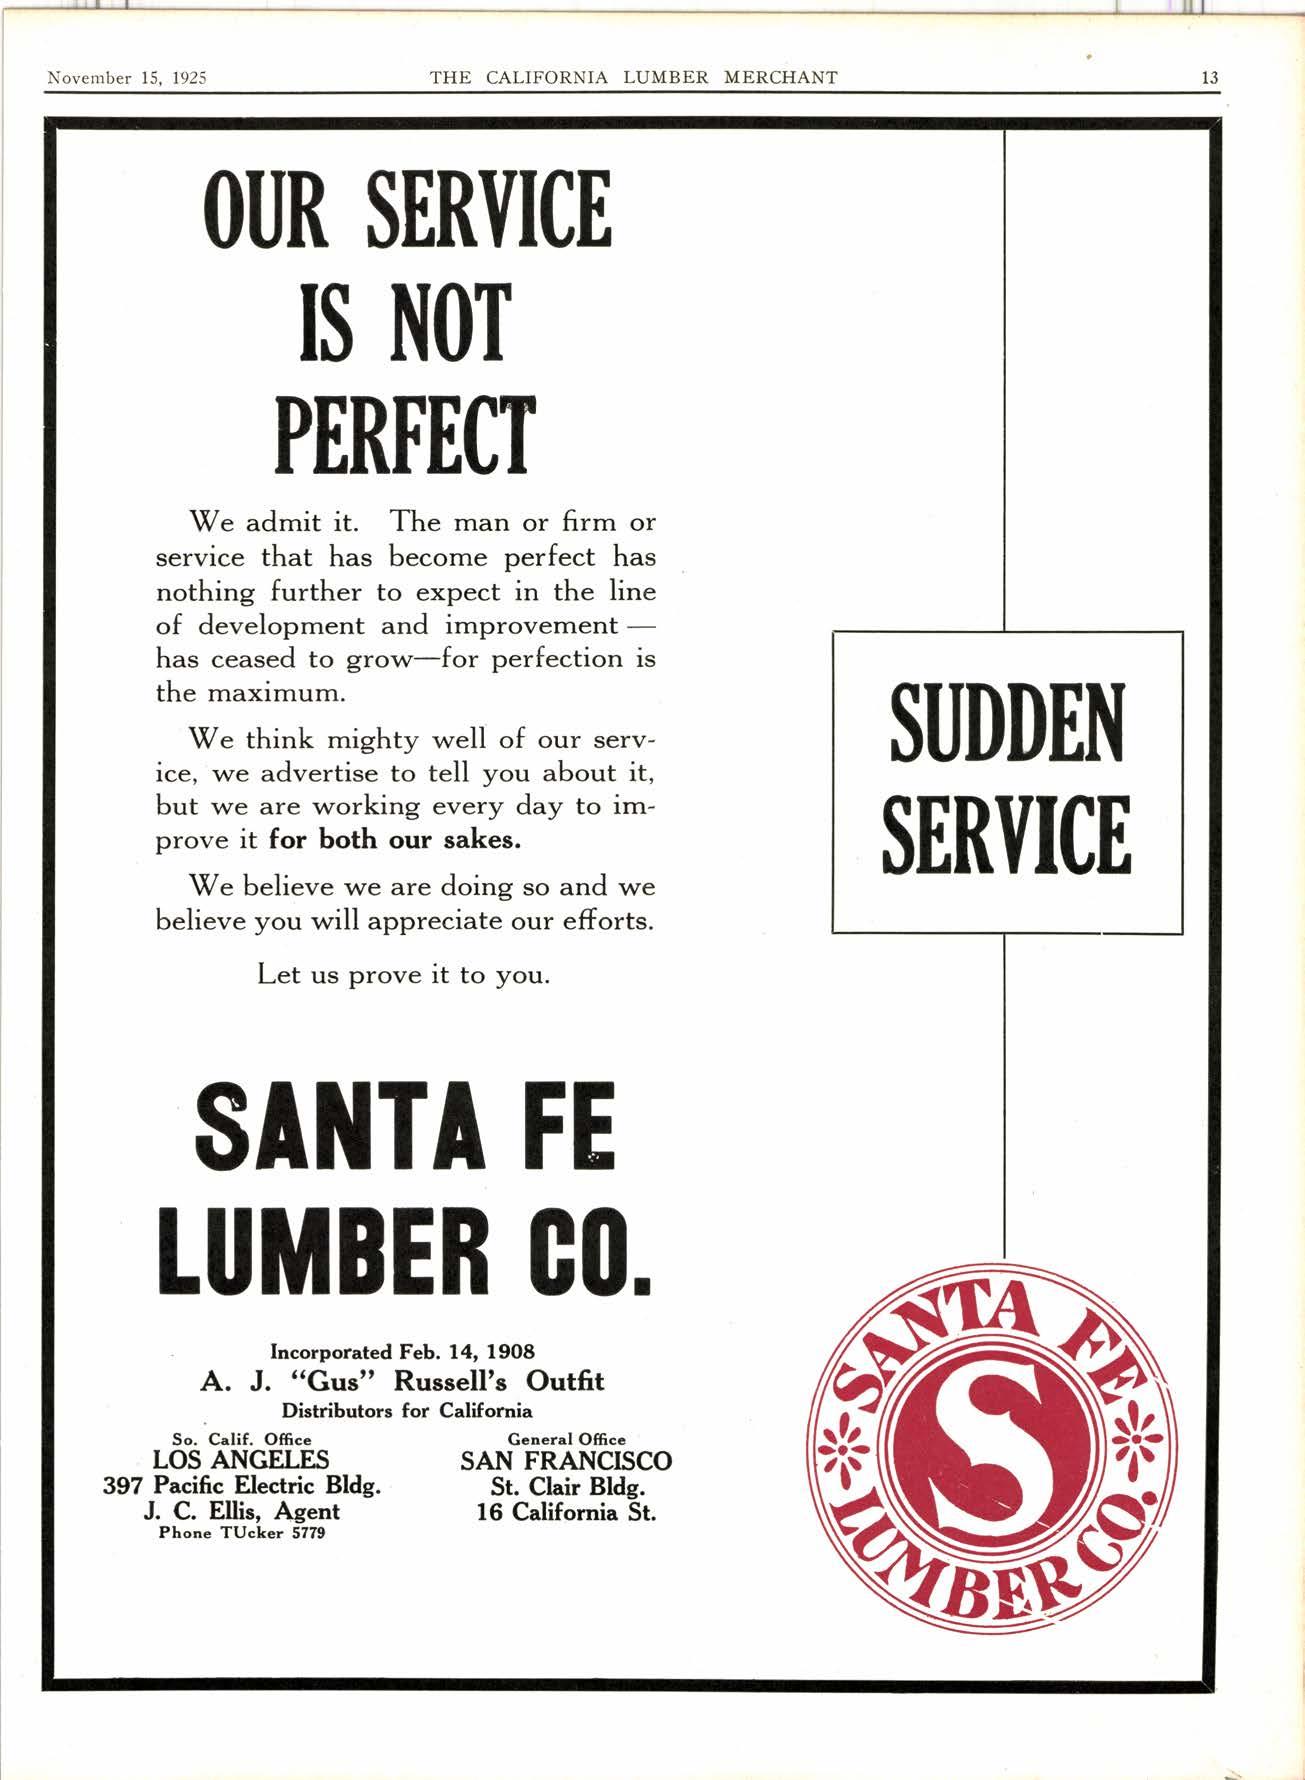 November 15, 1925 THE CALIFORNIA LUMBER MERCHANT 13
OUR SERVICE
IS NOT
PERFECT
We admit it. The man or firm or
service that has become perfect has
nothing further to expect in the line
of development and improvement —
has ceased to grow—for perfection is
the maximum.
We think mighty well of our serv-
ice, we advertise to tell you about it,
but we are working every day to im-
prove it for both our sakes.
We believe we are doing so and we
believe you will appreciate our efforts.
Let us prove it to you.
SANTA FE
LUMBER CO.
Incorporated Feb. 14, 1908
A. J. “Gus” Russell’s Outfit
Distributors for California
So. Calif. Office
LOS ANGELES
397 Pacific Electric Bldg.
J. C. Ellis, Agent
Phone TUcker 5779
General Office
SAN FRANCISCO
St. Clair Bldg.
16 California St.
SUDDEN
SERVICE
SANTA FE
S
LUMBER CO.